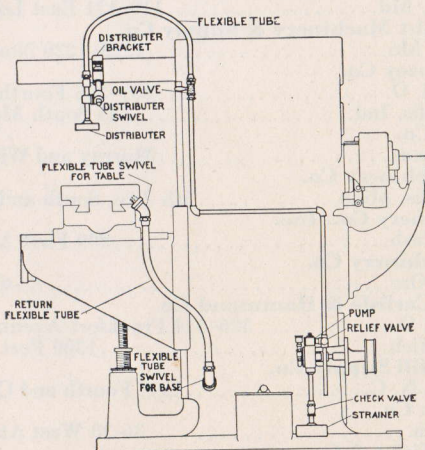 FLEXIBLE TUBE
DISTRIBUTER
BRACKET
OIL VALVE
DISTRIBUTER
SWIVEL
DISTRIBUTER
FLEXIBLE TUBE SWIVEL
FOR TABLE
RETURN
FLEXIBLE TUBE
FLEXIBLE
TUBE
SWIVEL
FOR BASE
PUMP
RELIEF VALVE
CHECK VALVE
STRAINER